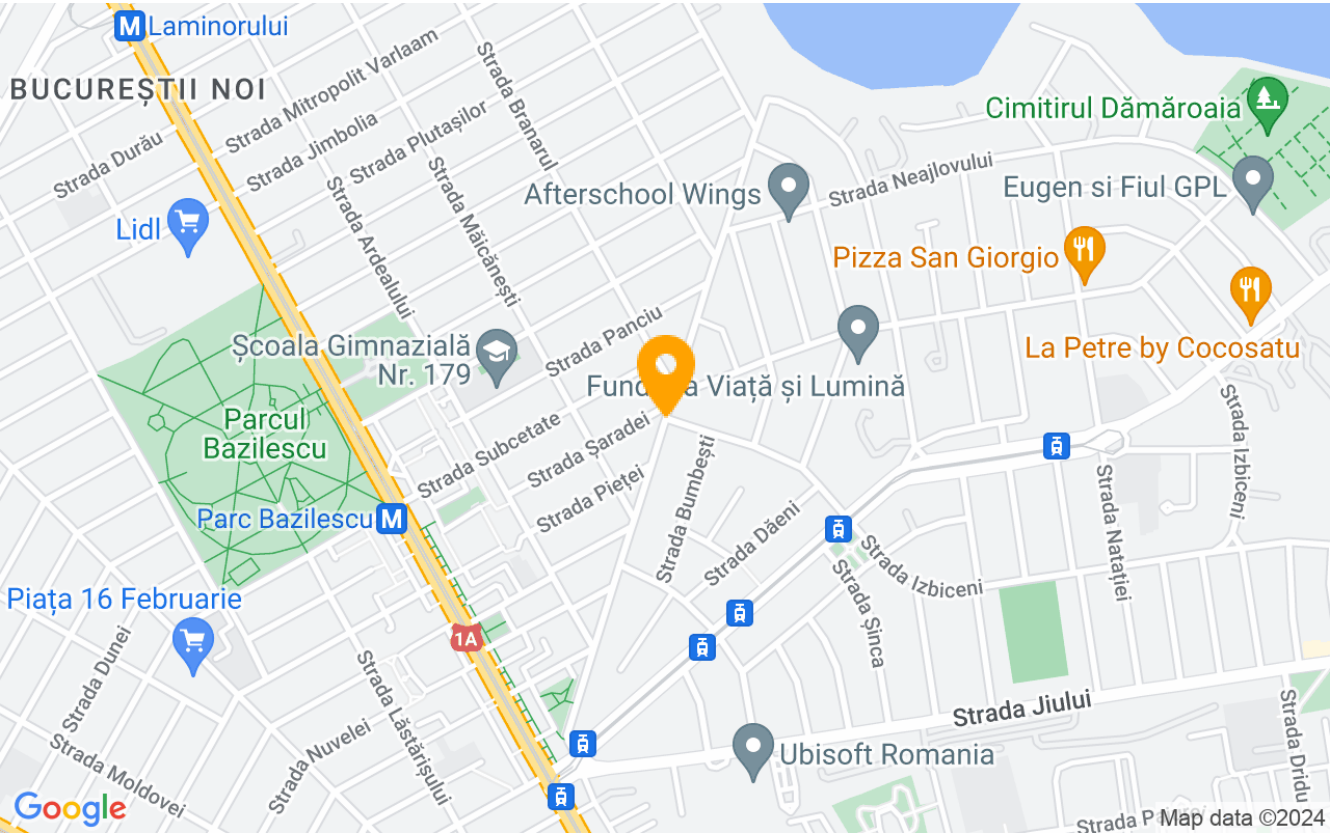 Laminorului
BUCUREȘTII NOI
Strada Mitropolit Varlaam
Strada Branarul
Strada Durău
Strada Jimbolia
Strada Plutașilor
Cimitirul Dămăroaia
Afterschool Wings
Strada Neajlovului
Eugen si Fiul GPL
Lidl
Strada Ardealului
Strada Măicănești
Pizza San Giorgio
La Petre by Cocosatu
Școala Gimnazială
Nr. 179
Strada Panciu
Viață și Lumină
Parcul
Bazilescu
Strada Subcetate
Strada Șaradei
Strada Pieței
Strada Bumbești
Strada Izbiceni
Strada Natației
Parc Bazilescu
Strada Dăeni
Strada Izbiceni
Strada Șinca
Piața 16 Februarie
1A
Strada Dunei
Strada Lăstărișului
Strada Nuvelei
Strada Moldovei
Strada Jiului
Strada Dridu
Ubisoft Romania
Google
Strada
Map data ©2024